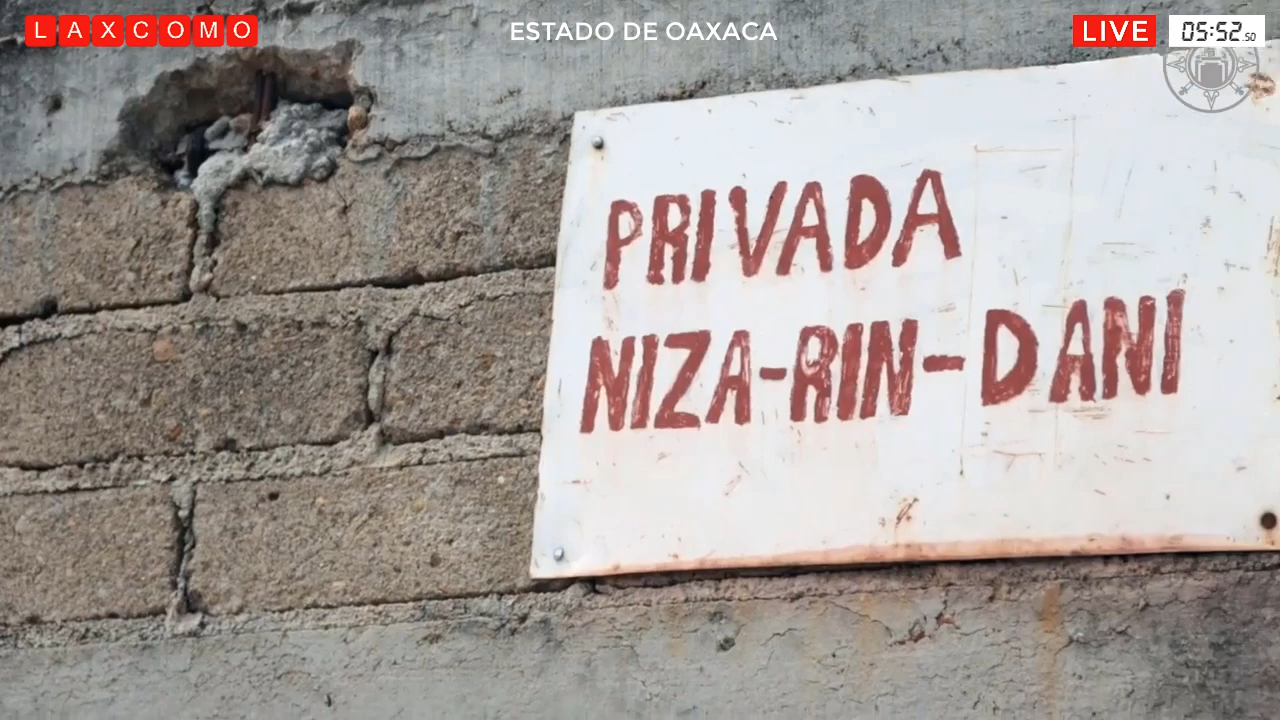 LAXCOMO
ESTADO DE OAXACA
LIVE
05:52.50
PRIVADA
NIZA-RIN-DANI